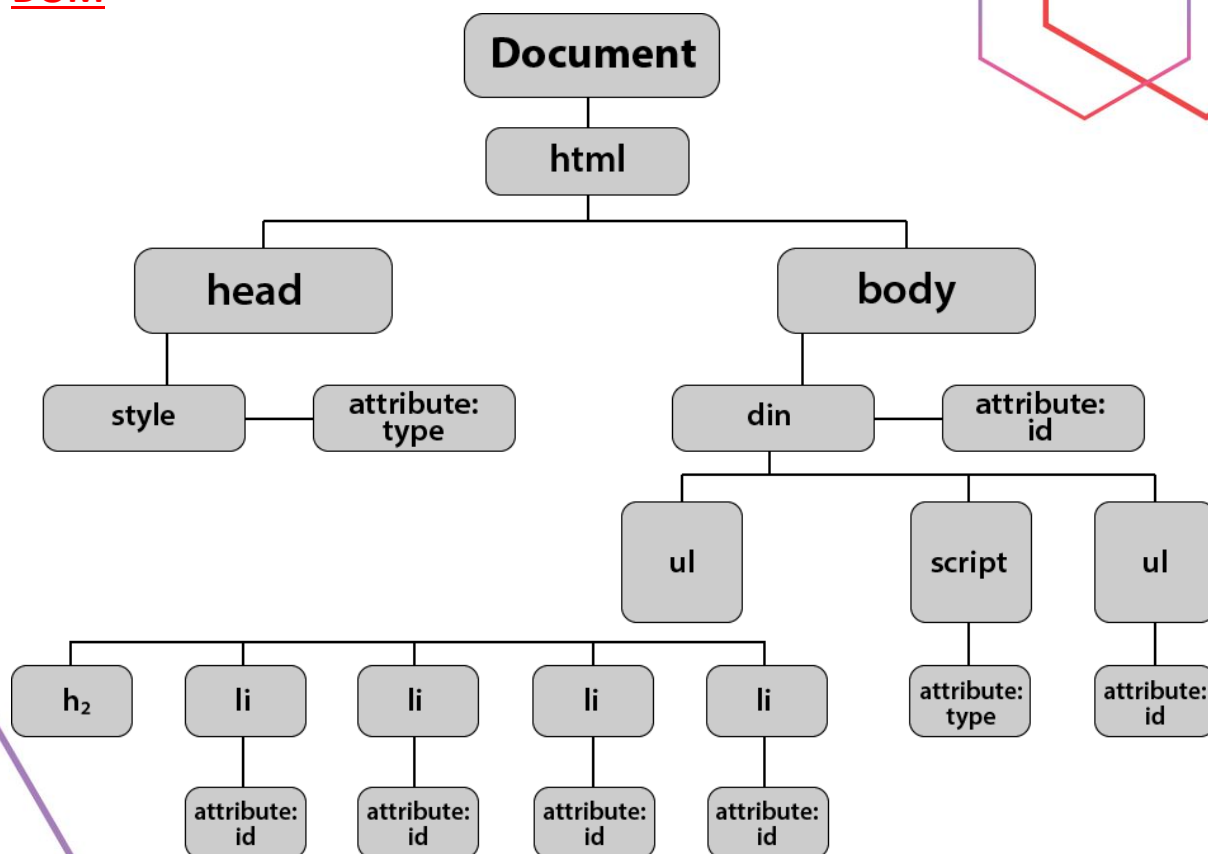 DOM
Document
html
head
body
style
attribute:
type
din
attribute:
id
ul
script
ul
h₂
li
li
li
li
attribute:
type
attribute:
id
attribute:
id
attribute:
id
attribute:
id
attribute:
id